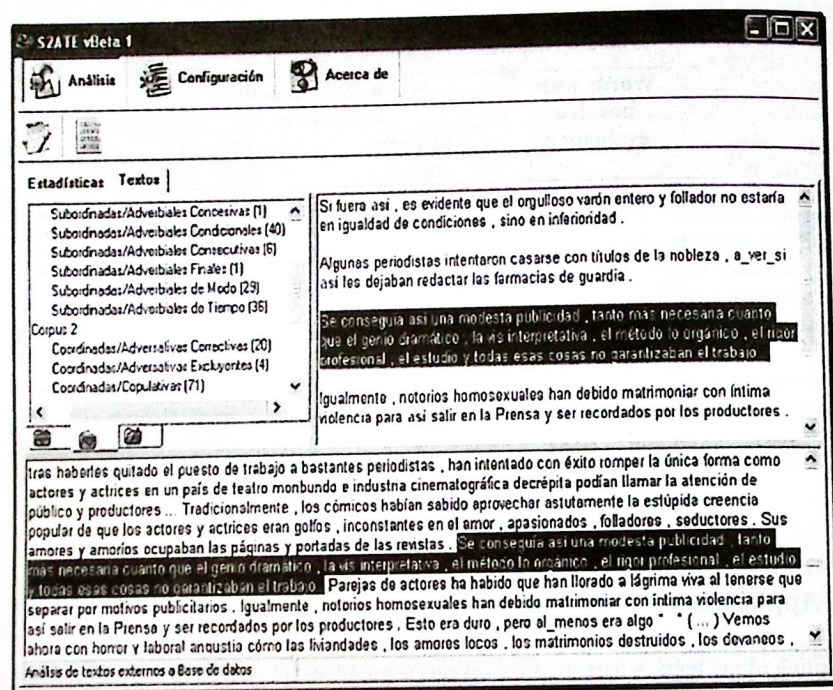 S2ATE vBeta 1
Análisis Configuración Acerca de
Estadísticas Textos
Subordinadas/Adverbiales Concesivas (1)
Subordinadas/Adverbiales Condicionales (40)
Subordinadas/Adverbiales Consecutivas (6)
Subordinadas/Adverbiales Finales (1)
Subordinadas/Adverbiales de Modo (29)
Subordinadas/Adverbiales de Tiempo (36)
Corpus 2
Coordinadas/Adversativas Correctivas (20)
Coordinadas/Adversativas Excluyentes (4)
Coordinadas/Copulativas (71)
Si fuera así , es evidente que el orgulloso varón entero y follador no estaría
en igualdad de condiciones , sino en inferioridad .
Algunas periodistas intentaron casarse con títulos de la nobleza , a_ver_si
así les dejaban redactar las farmacias de guardia .
Se conseguía así una modesta publicidad , tanto más necesaria cuanto
que el genio dramático , la vis interpretativa , el método lo orgánico , el rigor
profesional , el estudio y todas esas cosas no garantizaban el trabajo .
Igualmente , notorios homosexuales han debido matrimoniar con íntima
violencia para así salir en la Prensa y ser recordados por los productores .
tras haberles quitado el puesto de trabajo a bastantes periodistas , han intentado con éxito romper la única forma como
actores y actrices en un país de teatro moribundo e industria cinematográfica decrépita podían llamar la atención de
público y productores ... Tradicionalmente , los cómicos habían sabido aprovechar astutamente la estúpida creencia
popular de que los actores y actrices eran golfos , inconstantes en el amor , apasionados , folladores , seductores . Sus
amores y amoríos ocupaban las páginas y portadas de las revistas . Se conseguía así una modesta publicidad , tanto
más necesaria cuanto que el genio dramático , la vis interpretativa , el método lo orgánico , el rigor profesional , el estudio
y todas esas cosas no garantizaban el trabajo . Parejas de actores ha habido que han llorado a lágrima viva al tenerse que
separar por motivos publicitarios . Igualmente , notorios homosexuales han debido matrimoniar con íntima violencia para
así salir en la Prensa y ser recordados por los productores . Esto era duro , pero al_menos era algo " " ( ... ) Vemos
ahora con horror y laboral angustia cómo las liviandades , los amores locos , los matrimonios destruidos , los devaneos ,
Análisis de textos externos a Base de datos